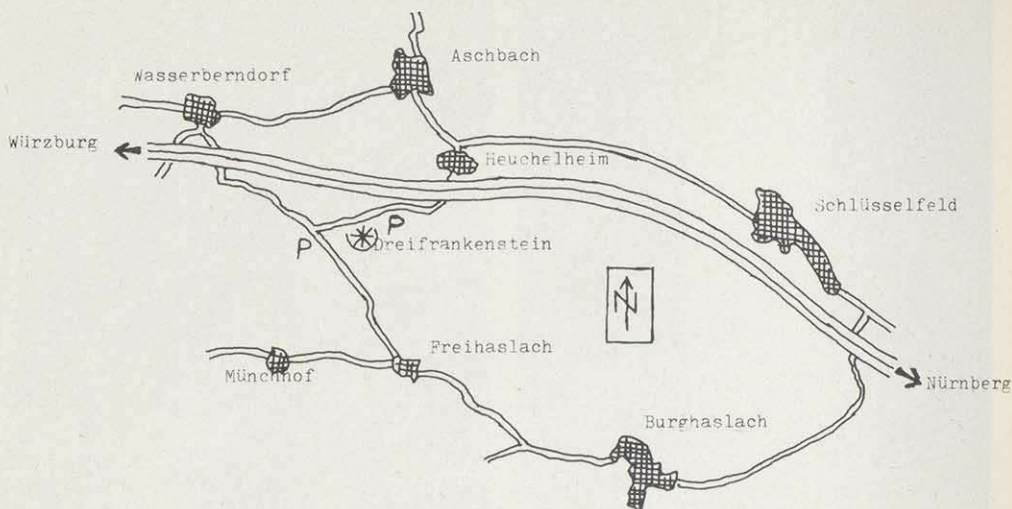 Aschbach
Wasserberndorf
Würzburg
Heuchelheim
Schlüsselfeld
P
P
Dreifrankenstein
N
Freihaslach
Münchhof
Nürnberg
Burghaslach